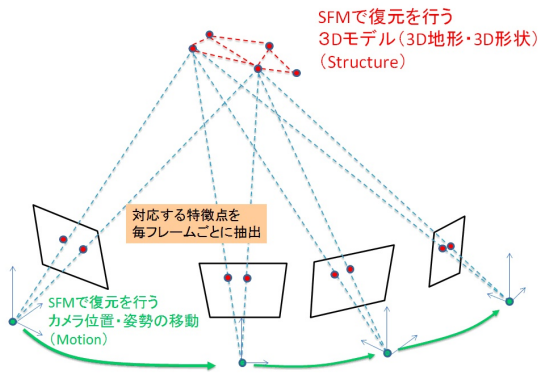 SFMで復元を行う
３Dモデル(3D地形・3D形状)
(Structure)
対応する特徴点を
毎フレームごとに抽出
SFMで復元を行う
カメラ位置・姿勢の移動
(Motion)